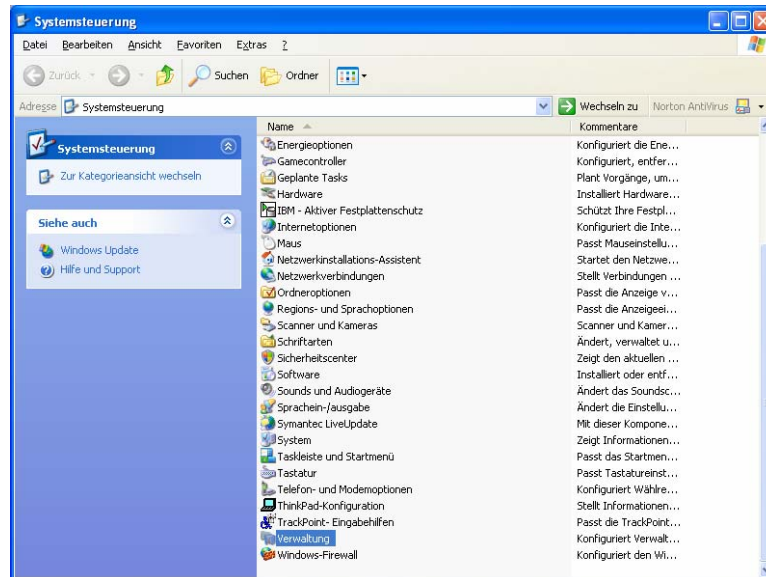 Systemsteuerung
Datei Bearbeiten Ansicht Favoriten Extras ?
Zurück Suchen Ordner
Adresse Systemsteuerung Wechseln zu Norton AntiVirus
Name Kommentare
Systemsteuerung
Zur Kategorieansicht wechseln
Siehe auch
Windows Update
Hilfe und Support
Energieoptionen Konfiguriert die Ene...
Gamecontroller Konfiguriert, entfer...
Geplante Tasks Plant Vorgänge, um...
Hardware Installiert Hardware...
IBM - Aktiver Festplattenschutz Schützt Ihre Festpl...
Internetoptionen Konfiguriert die Inte...
Maus Passt Mauseinstellu...
Netzwerkinstallations-Assistent Startet den Netzwe...
Netzwerkverbindungen Stellt Verbindungen ...
Ordneroptionen Passt die Anzeige v...
Regions- und Sprachoptionen Passt die Anzeigeei...
Scanner und Kameras Scanner und Kamer...
Schriftarten Ändert, verwaltet u...
Sicherheitscenter Zeigt den aktuellen ...
Software Installiert oder entf...
Sounds und Audiogeräte Ändert das Soundsc...
Sprachein-/ausgabe Ändert die Einstellu...
Symantec LiveUpdate Mit dieser Kompone...
System Zeigt Informationen...
Taskleiste und Startmenü Passt das Startmen...
Tastatur Passt Tastatureinst...
Telefon- und Modemoptionen Konfiguriert Wählre...
ThinkPad-Konfiguration Stellt Informationen...
TrackPoint- Eingabehilfen Passt die TrackPoint...
Verwaltung Konfiguriert Verwalt...
Windows-Firewall Konfiguriert den Wi...